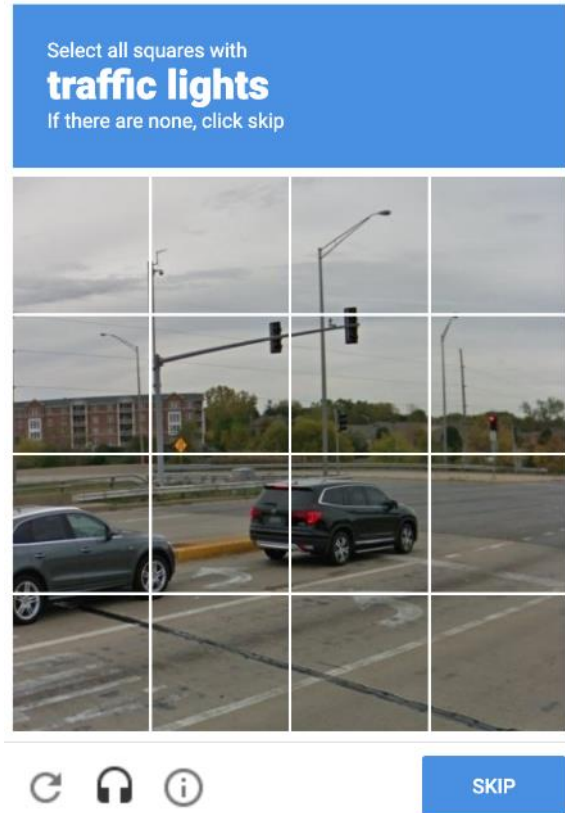 Select all squares with
traffic lights
If there are none, click skip
SKIP